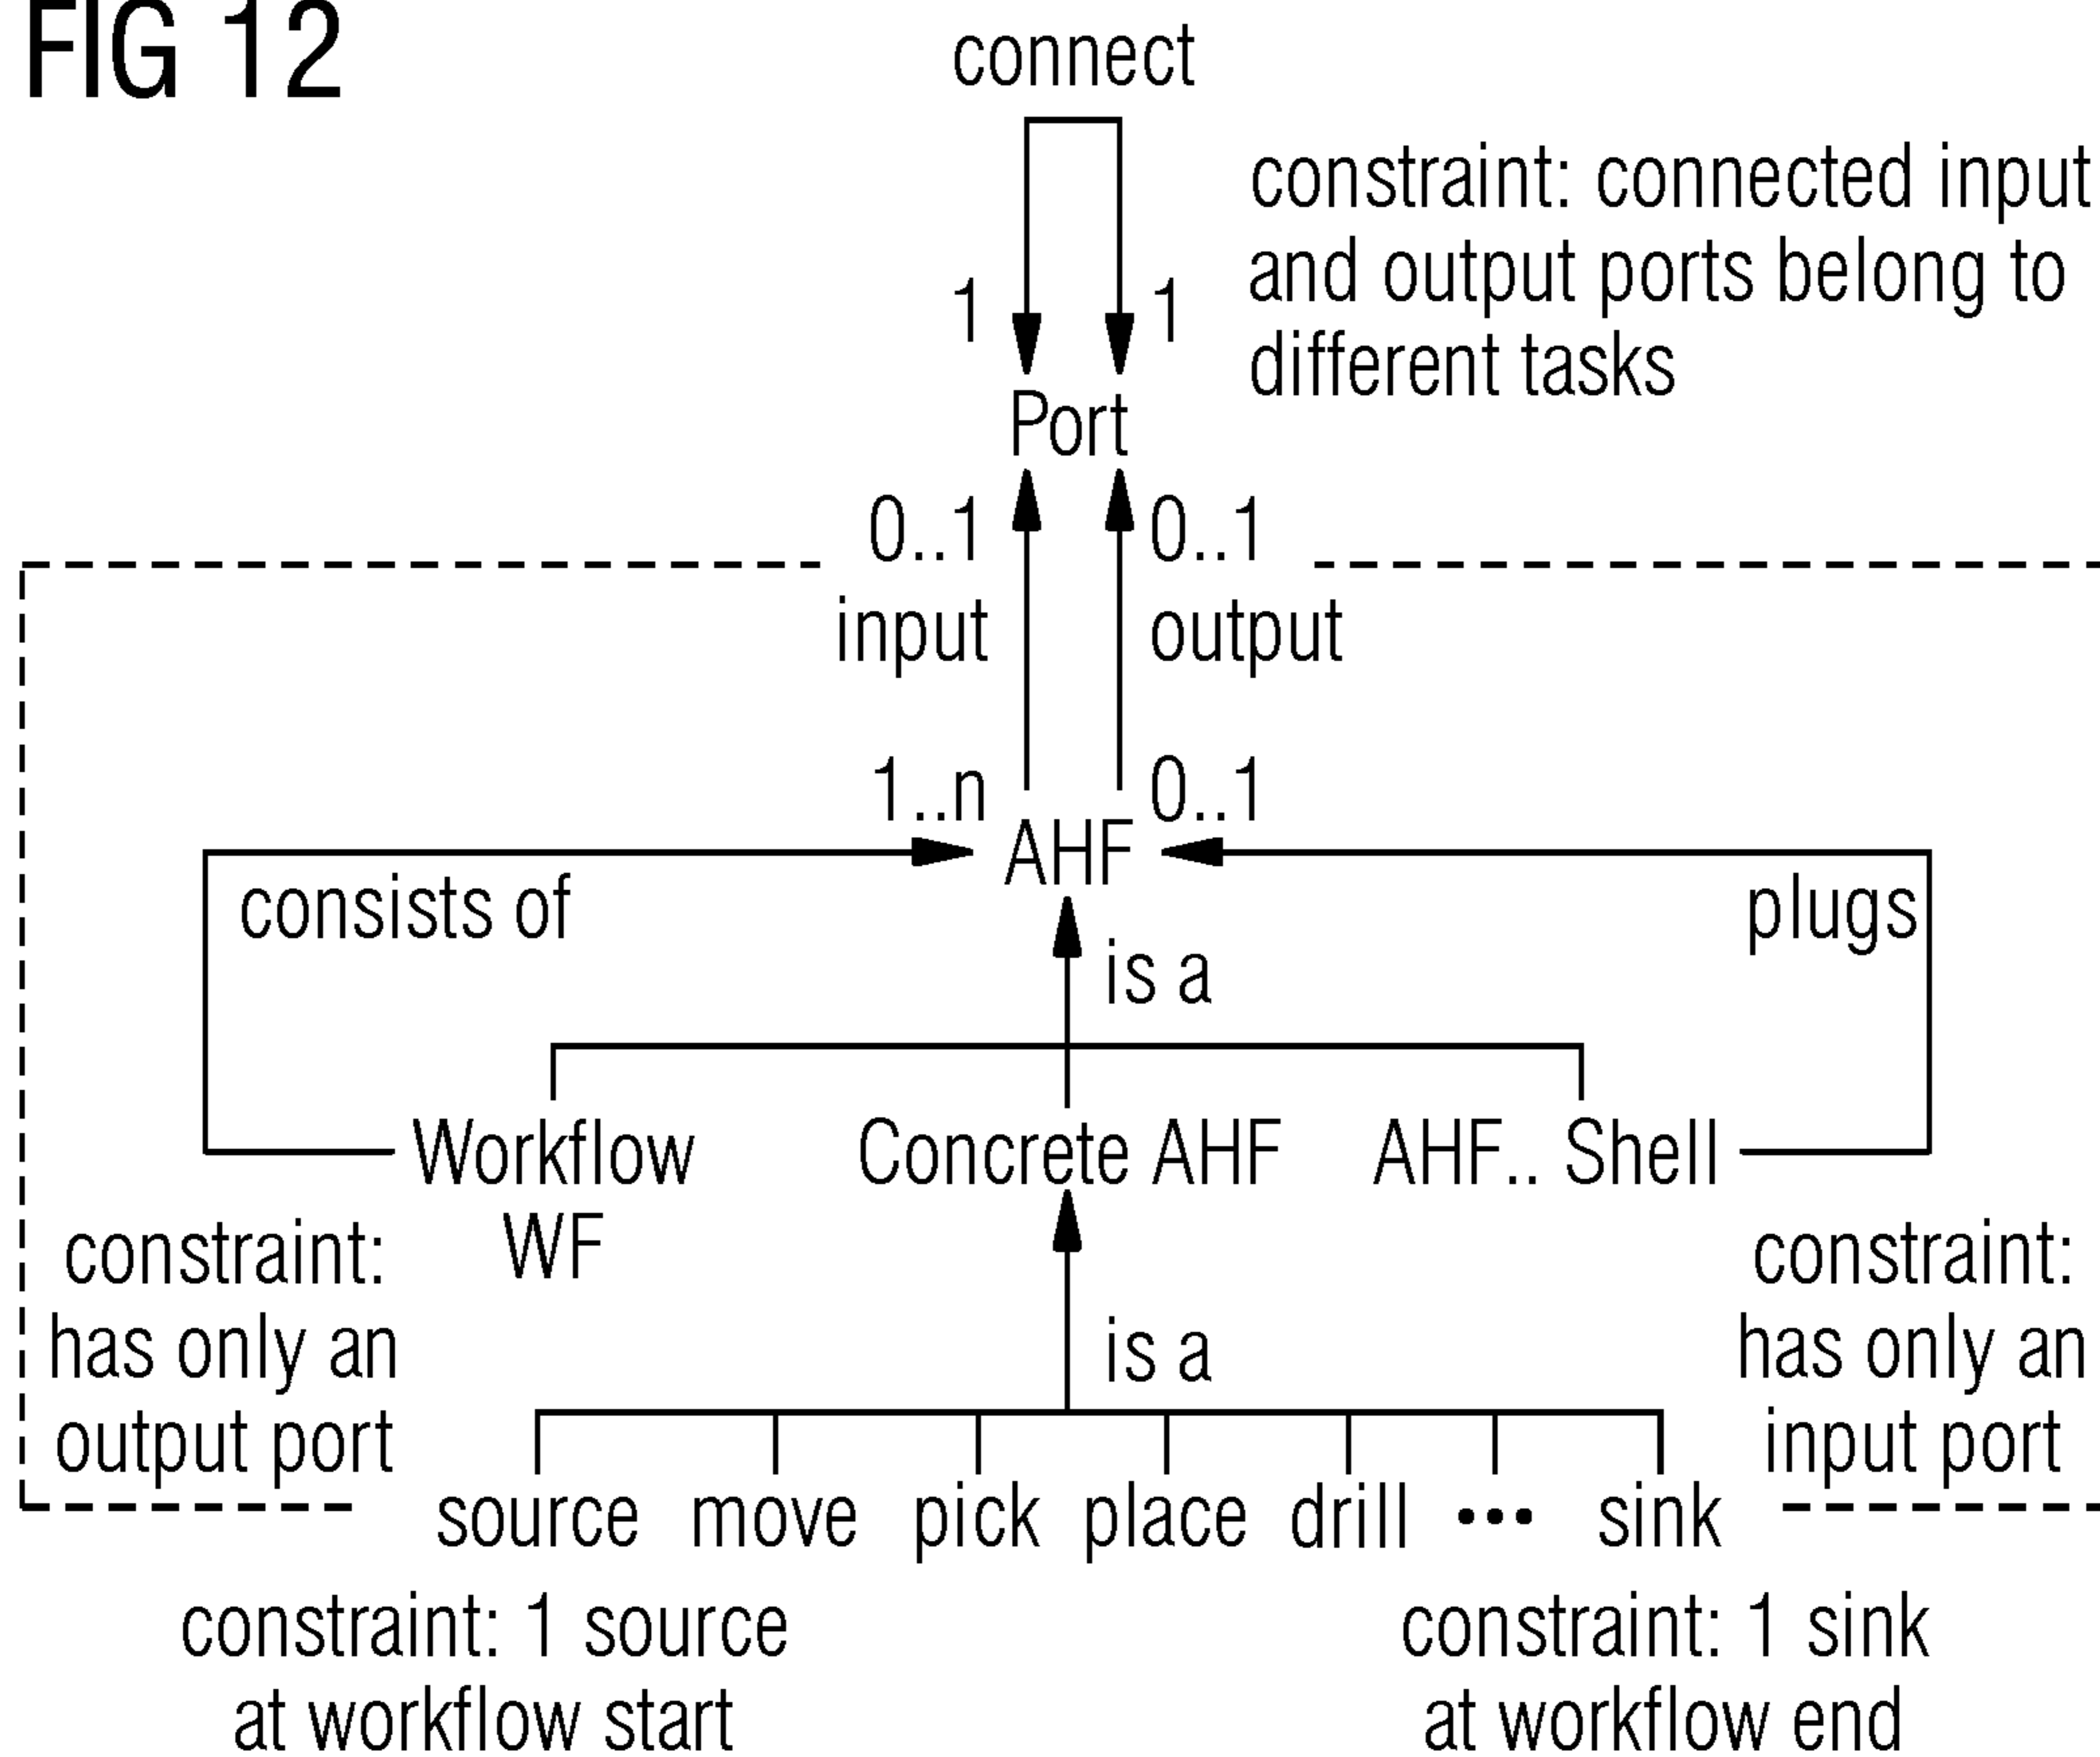 FIG 12
connect
constraint: connected input
and output ports belong to
different tasks
1 1
Port
0..1 0..1
input output
1..n 0..1
AHF
consists of plugs
is a
Workflow Concrete AHF AHF.. Shell
WF
constraint:
has only an
output port
constraint:
has only an
input port
is a
source move pick place drill ••• sink
constraint: 1 source
at workflow start
constraint: 1 sink
at workflow end